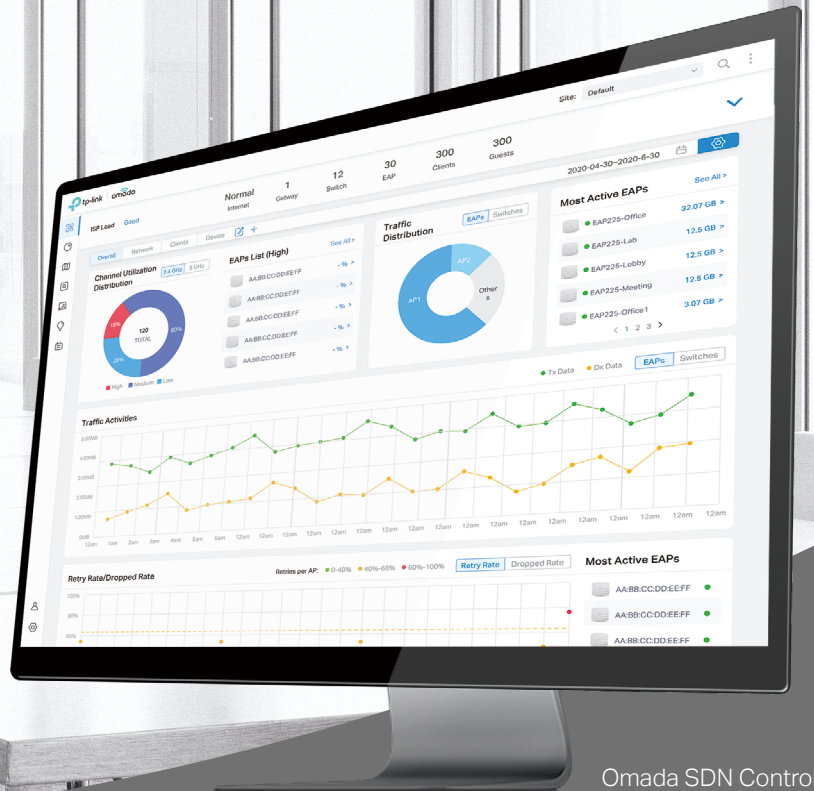 Site: Default
tp-link omada
ISP Load Good
Normal
Internet
1
Gatway
12
Switch
30
EAP
300
Clients
300
Guests
2020-04-30~2020-6-30
Overall Network Clients Device
Channel Utilization
Distribution
2.4 GHz 5 GHz
120
TOTAL
60%
High Medium Low
EAPs List (High)
See All >
AA:BB:CC:DD:EE:FF - % >
AA:BB:CC:DD:EE:FF - % >
AA:BB:CC:DD:EE:FF - % >
AA:BB:CC:DD:EE:FF - % >
AA:BB:CC:DD:EE:FF - % >
Traffic
Distribution
EAPs Switches
AP1
AP2
Other
s
Most Active EAPs
See All >
EAP225-Office 32.07 GB >
EAP225-Lab 12.5 GB >
EAP225-Lobby 12.5 GB >
EAP225-Meeting 12.5 GB >
EAP225-Office1 3.07 GB >
< 1 2 3 >
Tx Data Dx Data EAPs Switches
Traffic Activities
5.00MB
4.00MB
3.00MB
2.00MB
1.00MB
0MB
12am 1am 2am 3am 4am 5am 6am 12am 12am 12am 12am 12am 12am 12am 12am 12am 12am 12am 12am 12am 12am
Retry Rate/Dropped Rate
Retries per AP: 0-40% 40%-66% 60%-100%
Retry Rate Dropped Rate
100%
80%
60%
Most Active EAPs
AA:BB:CC:DD:EE:FF
AA:BB:CC:DD:EE:FF
AA:BB:CC:DD:EE:FF
Omada SDN Contro